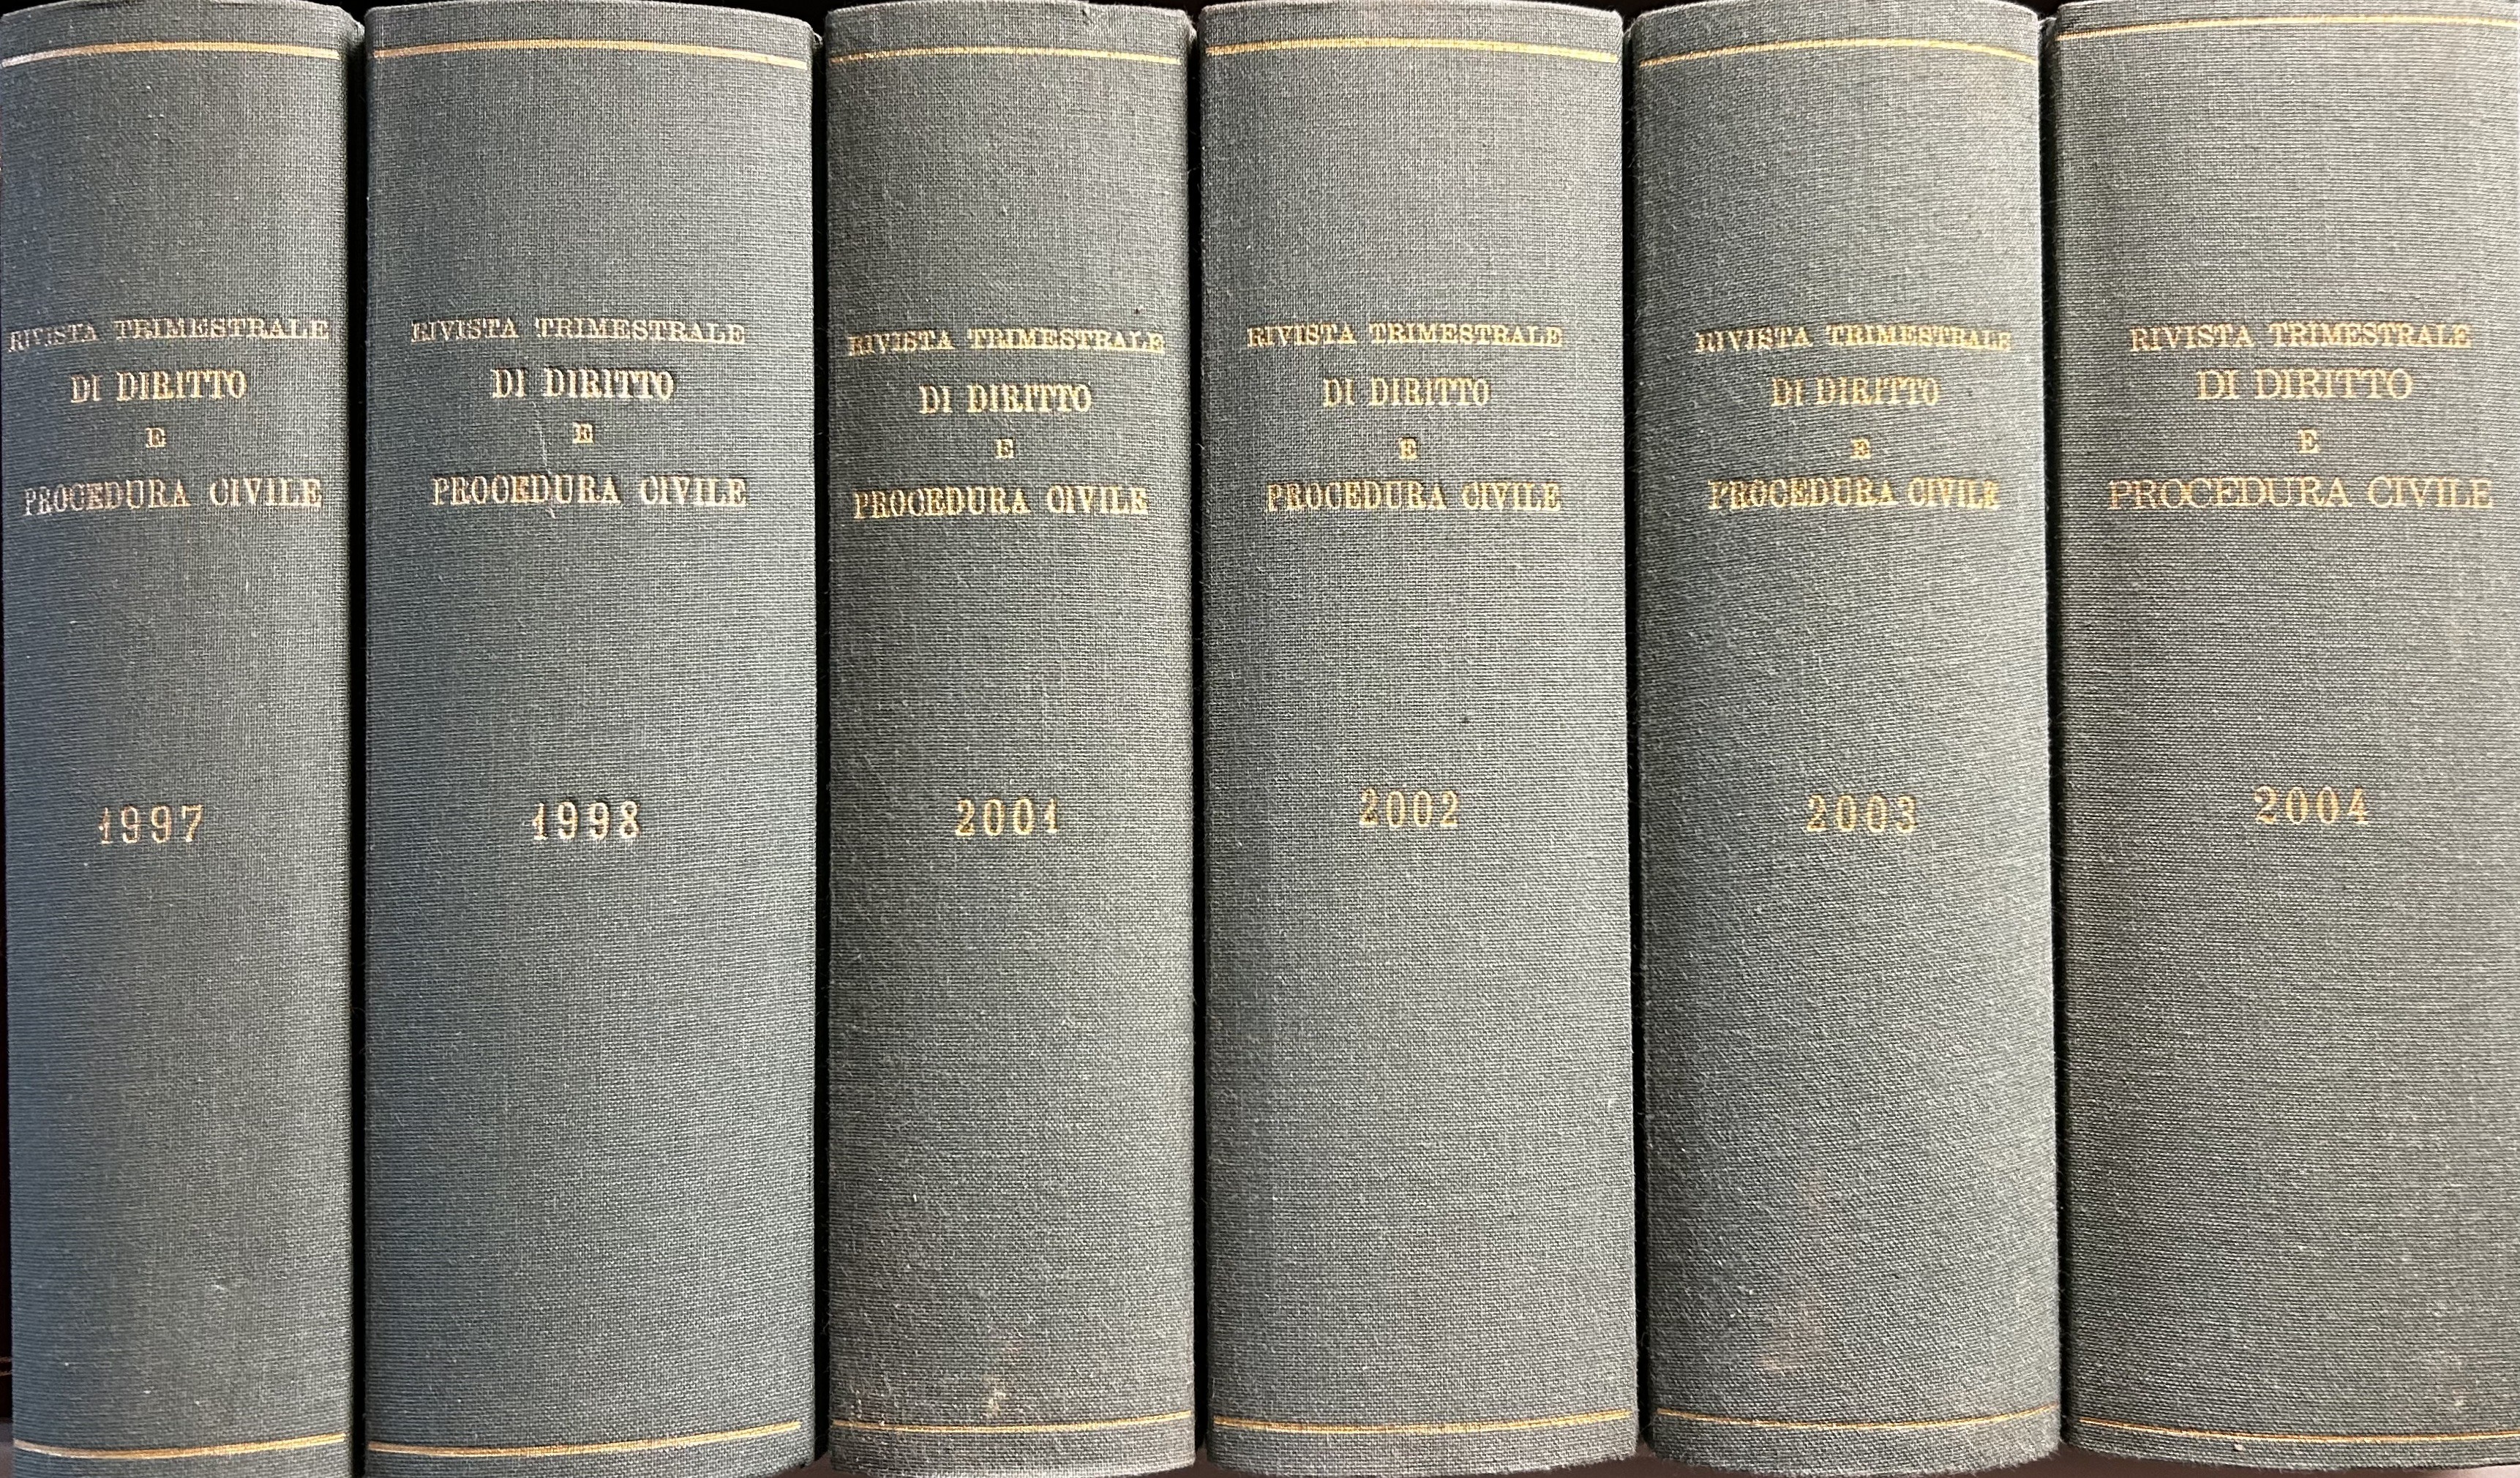 RIVISTA TRIMESTRALE
DI DIRITTO
E
PROCEDURA CIVILE
1997
RIVISTA TRIMESTRALE
DI DIRITTO
E
PROCEDURA CIVILE
1998
RIVISTA TRIMESTRALE
DI DIRITTO
E
PROCEDURA CIVILE
2001
RIVISTA TRIMESTRALE
DI DIRITTO
E
PROCEDURA CIVILE
2002
RIVISTA TRIMESTRALE
DI DIRITTO
E
PROCEDURA CIVILE
2003
RIVISTA TRIMESTRALE
DI DIRITTO
E
PROCEDURA CIVILE
2004